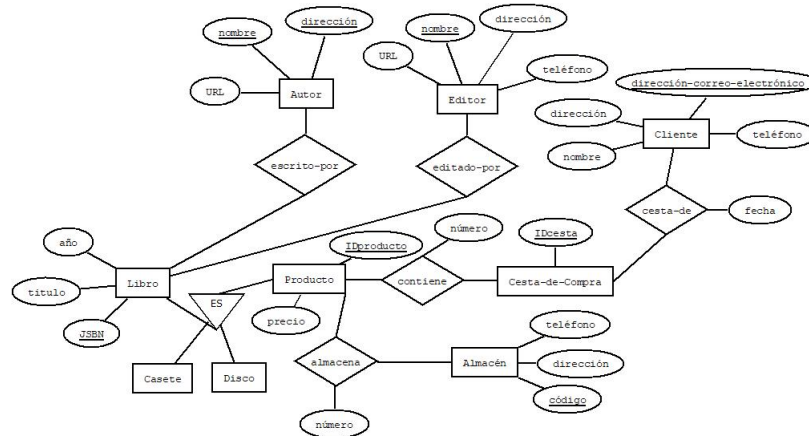 nombre
dirección
URL
Autor
nombre
dirección
URL
teléfono
Editor
dirección-correo-electrónico
dirección
Cliente
teléfono
nombre
escrito-por
editado-por
cesta-de
fecha
año
título
Libro
JSBN
ES
Casete
Disco
IDproducto
Producto
precio
número
contiene
IDcesta
Cesta-de-Compra
almacena
número
teléfono
Almacén
dirección
código